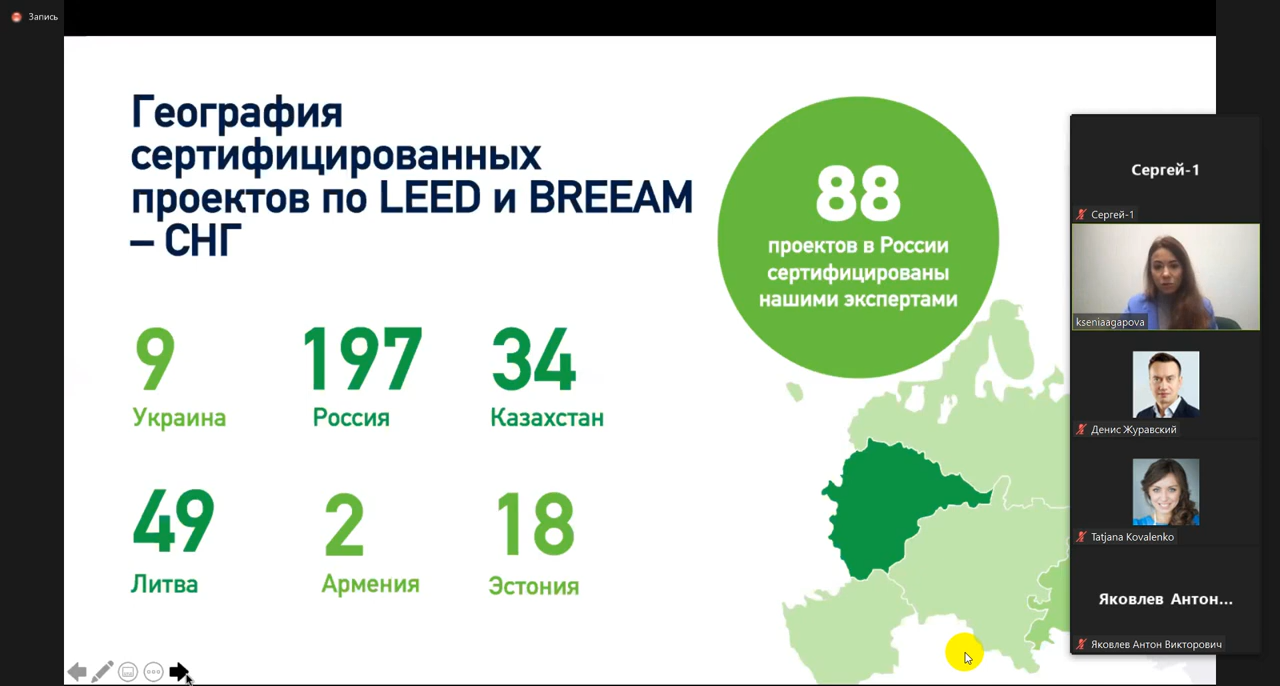 Запись
География
сертифицированных
проектов по LEED и BREEAM
– СНГ
88
проектов в России
сертифицированы
нашими экспертами
9
Украина
197
Россия
34
Казахстан
49
Литва
2
Армения
18
Эстония
Сергей-1
Сергей-1
kseniaagapova
Денис Журавский
Tatjana Kovalenko
Яковлев Антон...
Яковлев Антон Викторович